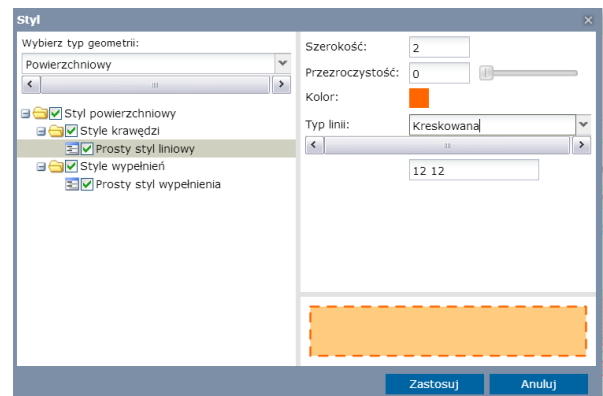 Styl
Wybierz typ geometrii:
Powierzchniowy
Styl powierzchniowy
Style krawędzi
Prosty styl liniowy
Style wypełnień
Prosty styl wypełnienia
Szerokość:
2
Przezroczystość:
0
Kolor:
Typ linii:
Kreskowana
12 12
Zastosuj
Anuluj